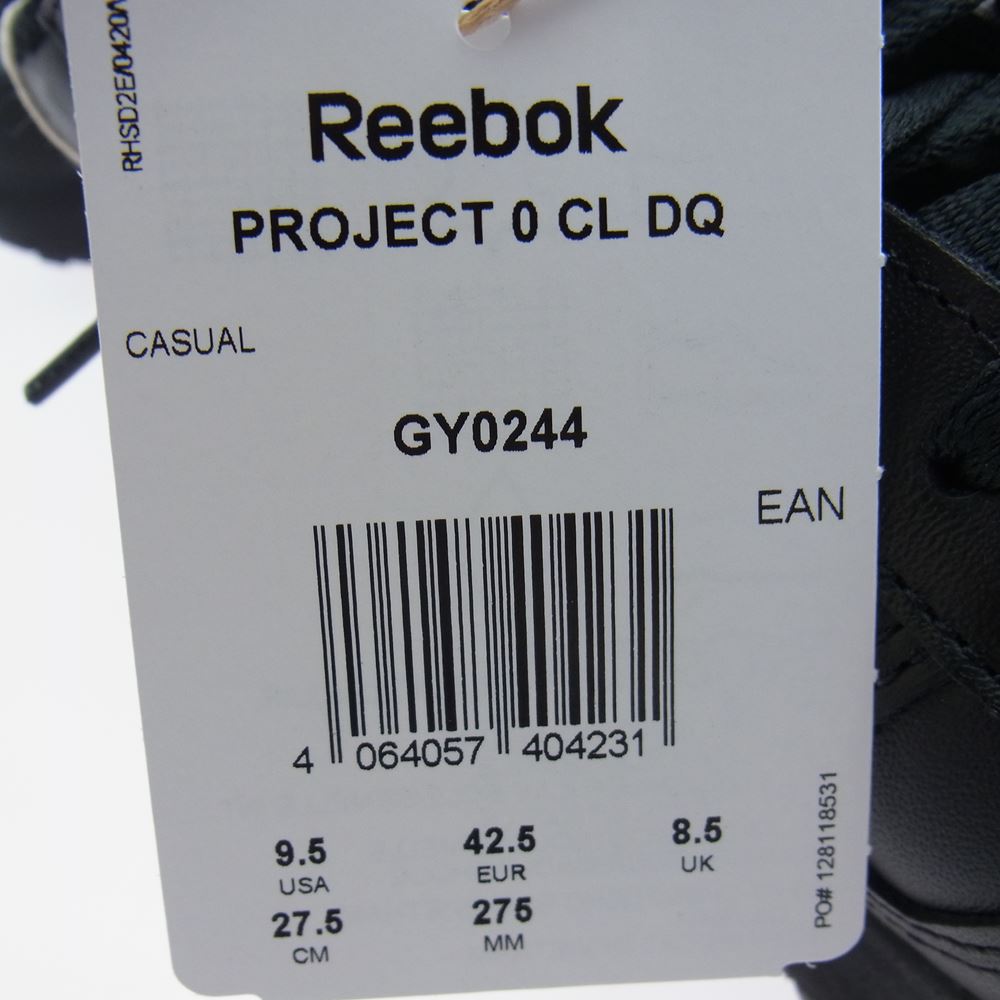 RHSD2E/0420/
Reebok
PROJECT 0 CL DQ
CASUAL
GY0244
EAN
4 064057 404231
9.5 42.5 8.5
USA EUR UK
27.5 275
CM MM
PO# 128118531